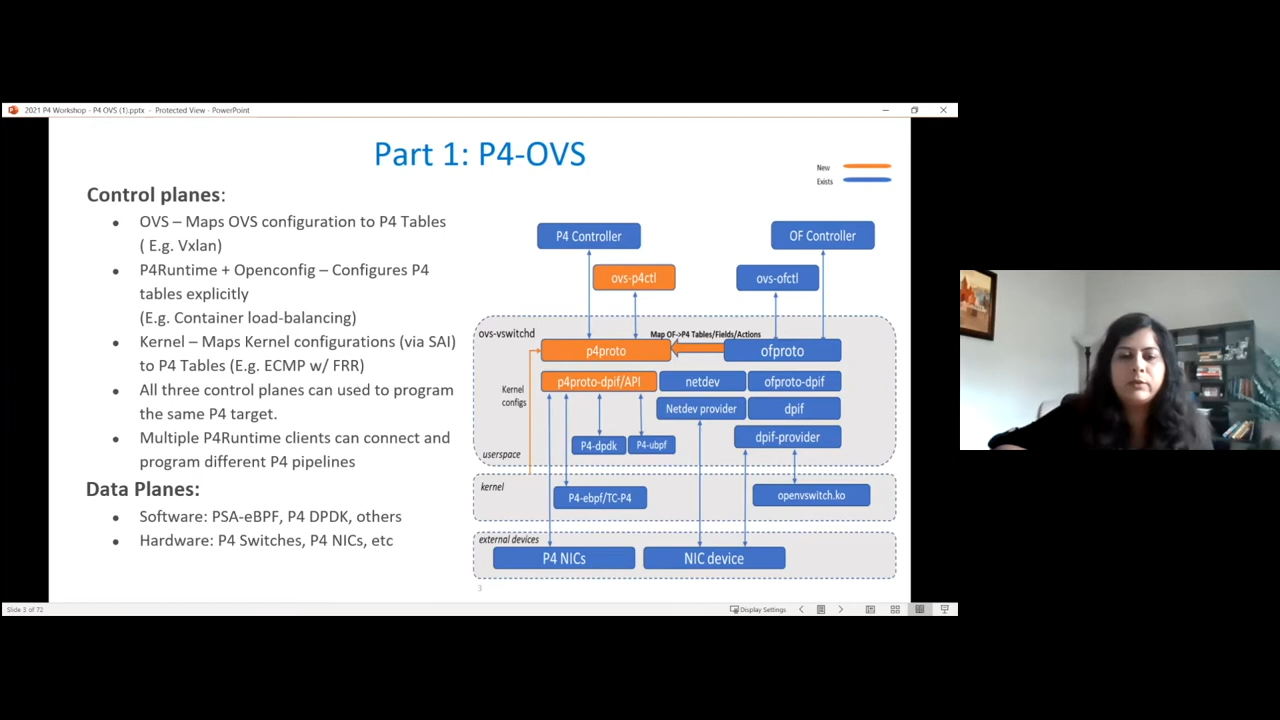 2021 P4 Workshop - P4 OVS (1).pptx - Protected View - PowerPoint
Part 1: P4-OVS
New
Exists
Control planes:
• OVS – Maps OVS configuration to P4 Tables
( E.g. Vxlan)
• P4Runtime + Openconfig – Configures P4
tables explicitly
(E.g. Container load-balancing)
• Kernel – Maps Kernel configurations (via SAI)
to P4 Tables (E.g. ECMP w/ FRR)
• All three control planes can used to program
the same P4 target.
• Multiple P4Runtime clients can connect and
program different P4 pipelines
Data Planes:
• Software: PSA-eBPF, P4 DPDK, others
• Hardware: P4 Switches, P4 NICs, etc
P4 Controller
OF Controller
ovs-p4ctl
ovs-ofctl
ovs-vswitchd
Map OF->P4 Tables/Fields/Actions
p4proto
ofproto
p4proto-dpif/API
netdev
ofproto-dpif
Kernel
configs
Netdev provider
dpif
P4-dpdk
P4-ubpf
dpif-provider
userspace
kernel
P4-ebpf/TC-P4
openvswitch.ko
external devices
P4 NICs
NIC device
3
Slide 3 of 72
Display Settings